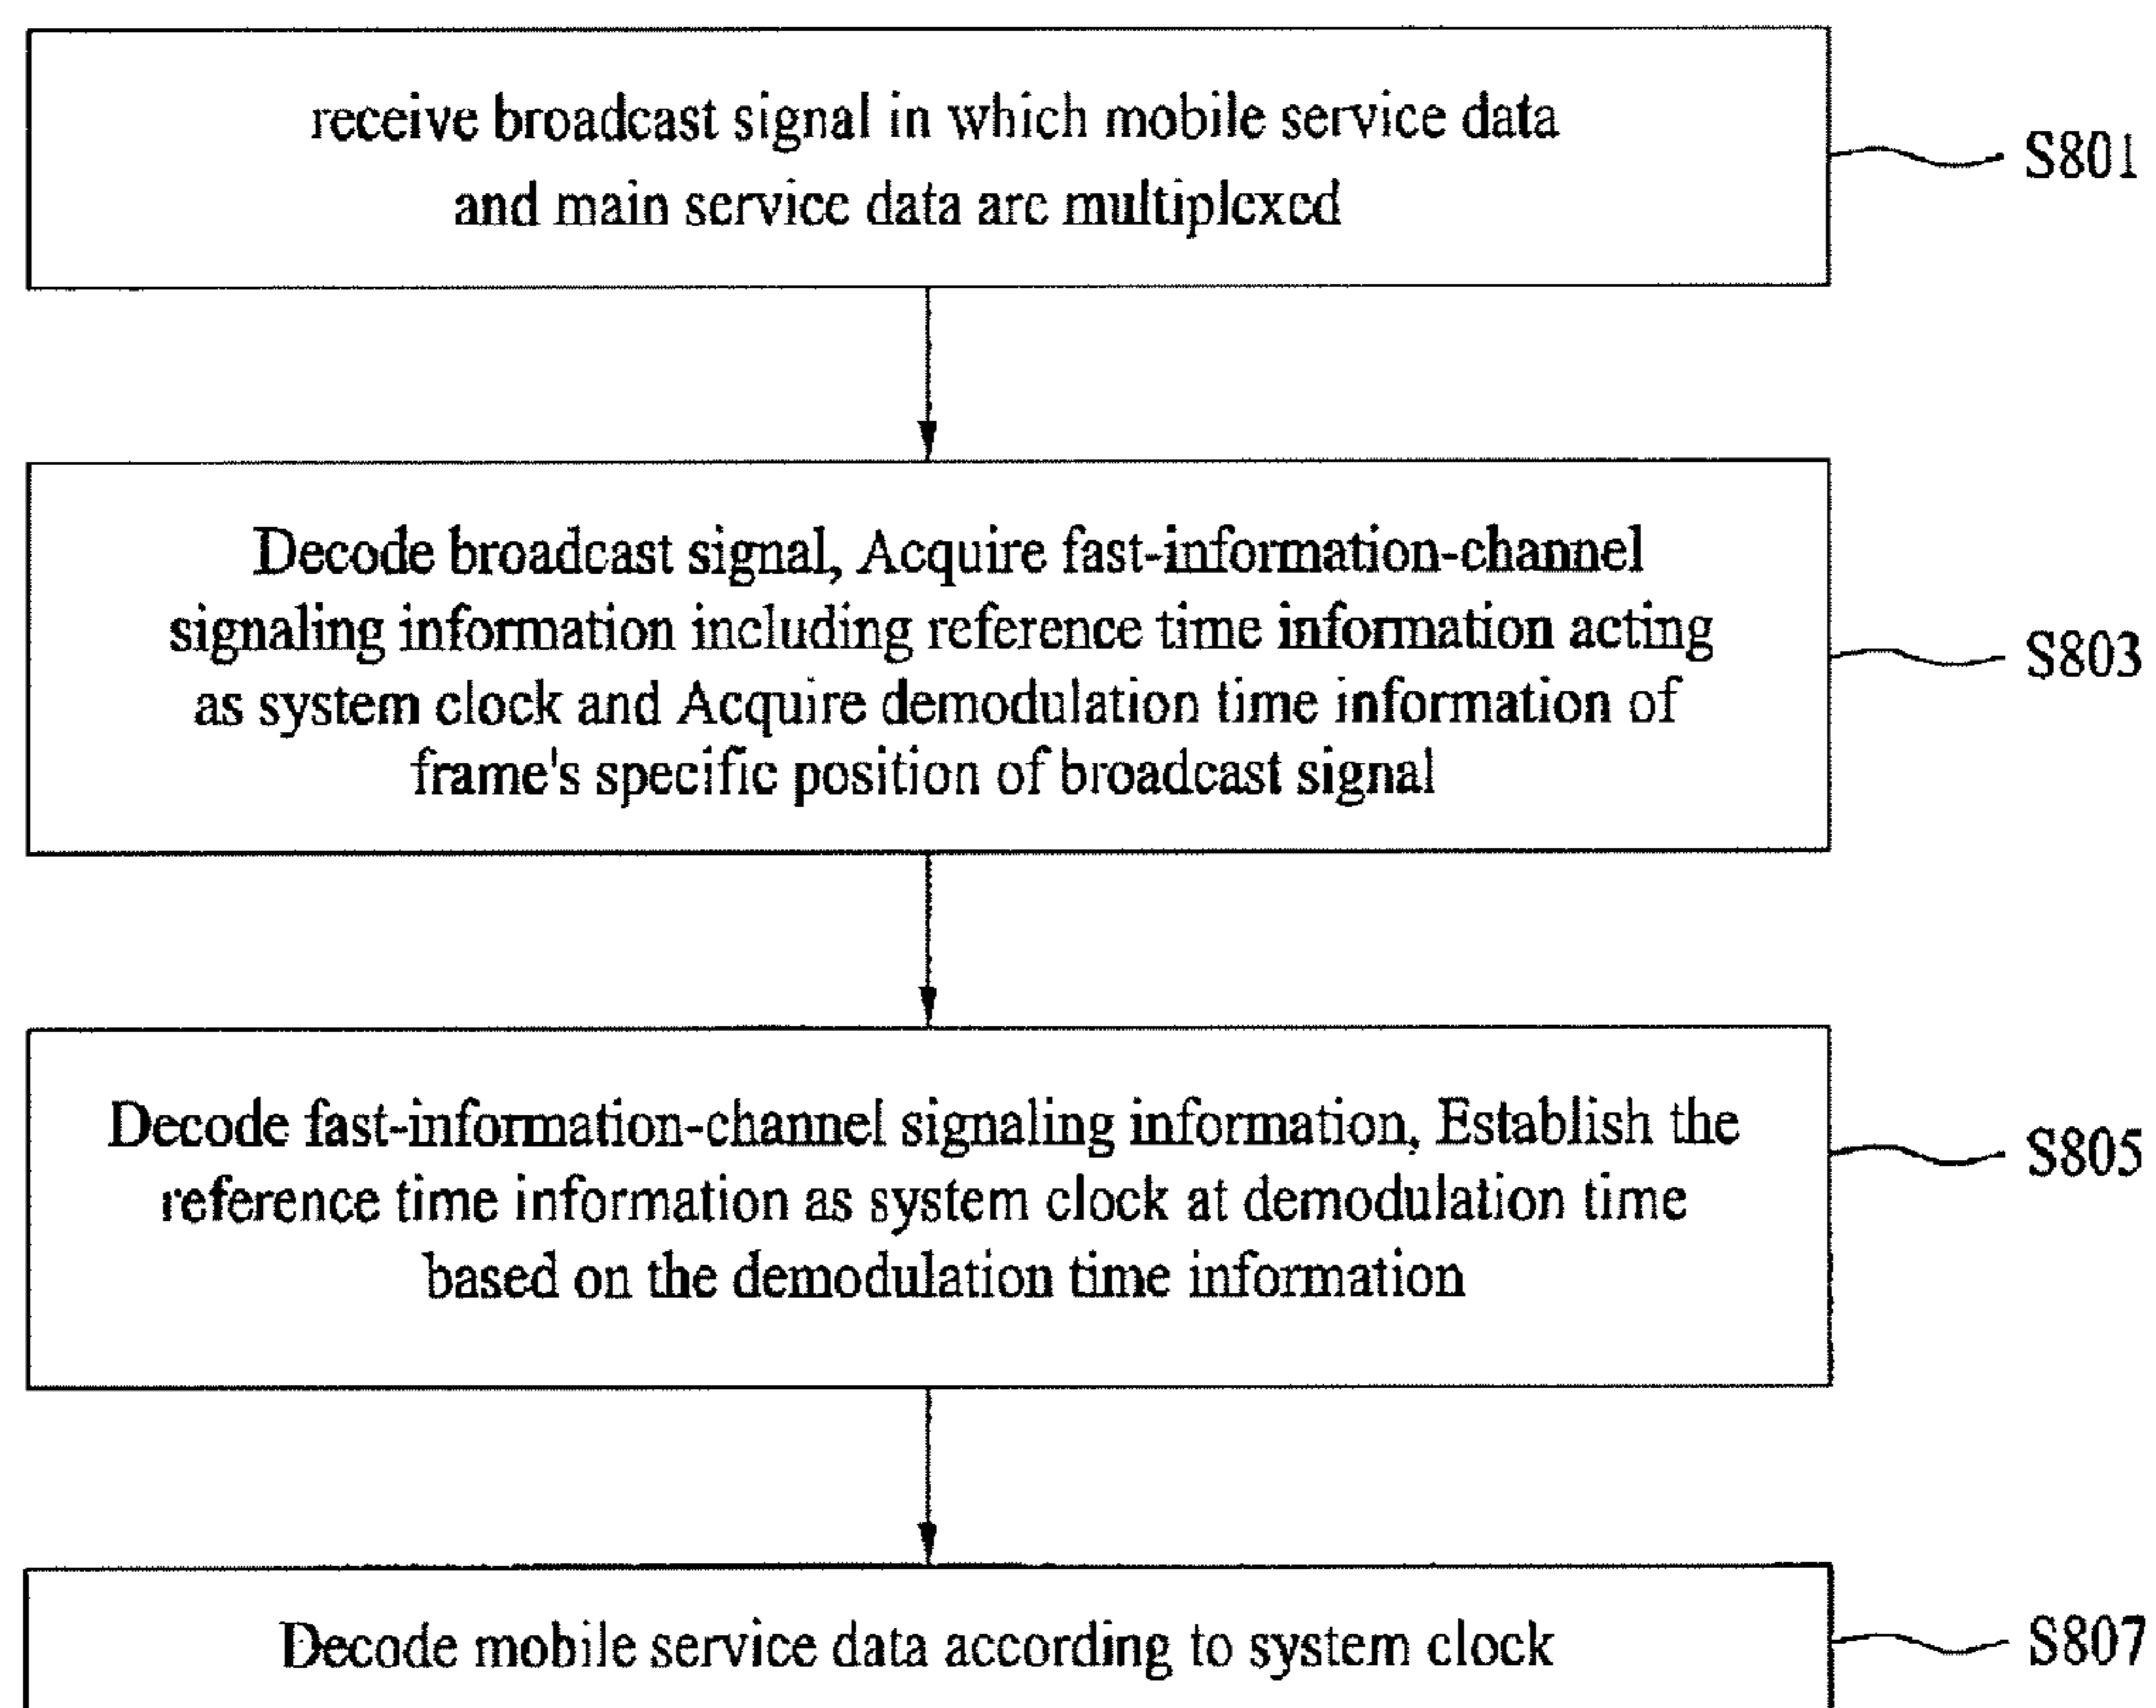 receive broadcast signal in which mobile service data
and main service data are multiplexed
S801
Decode broadcast signal, Acquire fast-information-channel
signaling information including reference time information acting
as system clock and Acquire demodulation time information of
frame's specific position of broadcast signal
S803
Decode fast-information-channel signaling information, Establish the
reference time information as system clock at demodulation time
based on the demodulation time information
S805
Decode mobile service data according to system clock
S807